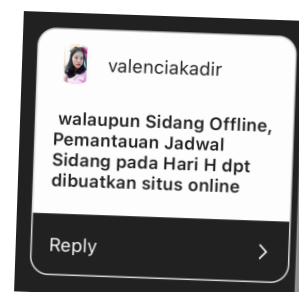 valenciakadir
walaupun Sidang Offline,
Pemantauan Jadwal
Sidang pada Hari H dpt
dibuatkan situs online
Reply